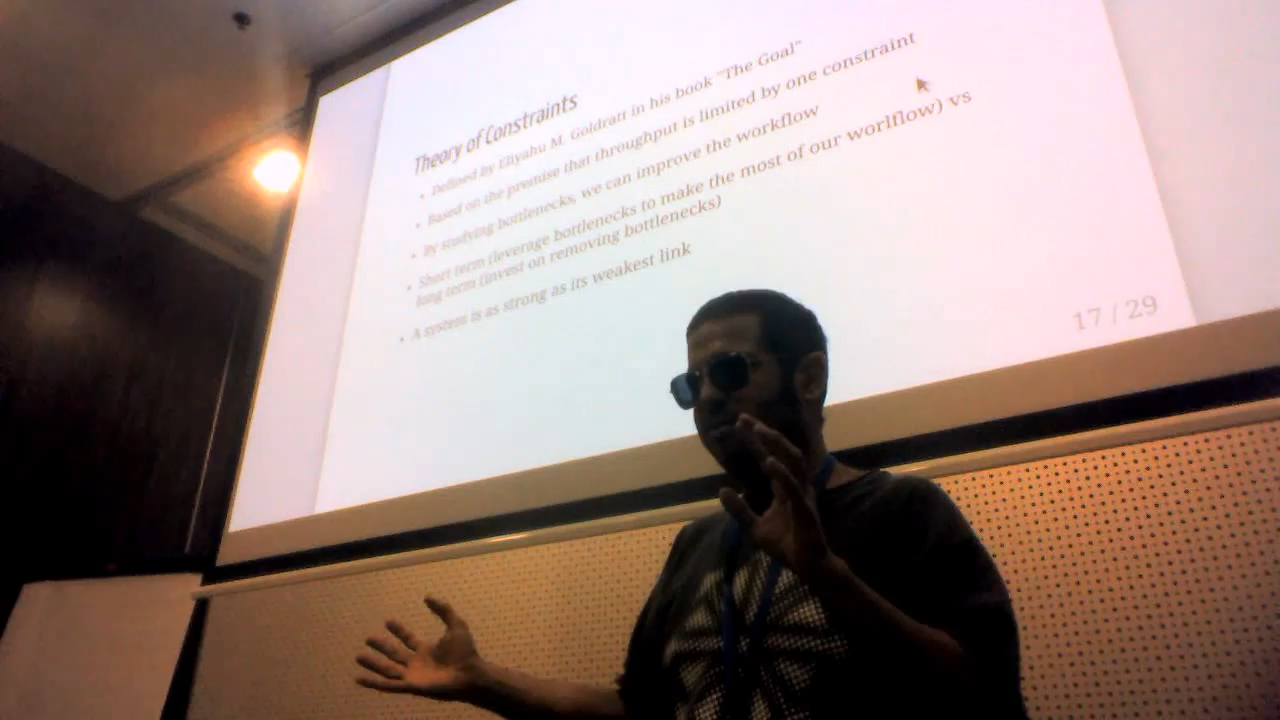 Theory of Constraints
• Defined by Eliyahu M. Goldratt in his book "The Goal"
• Based on the premise that throughput is limited by one constraint
• By studying bottlenecks, we can improve the workflow
• Short term (leverage bottlenecks to make the most of our worlflow) vs
long term (invest on removing bottlenecks)
• A system is as strong as its weakest link
17 / 29